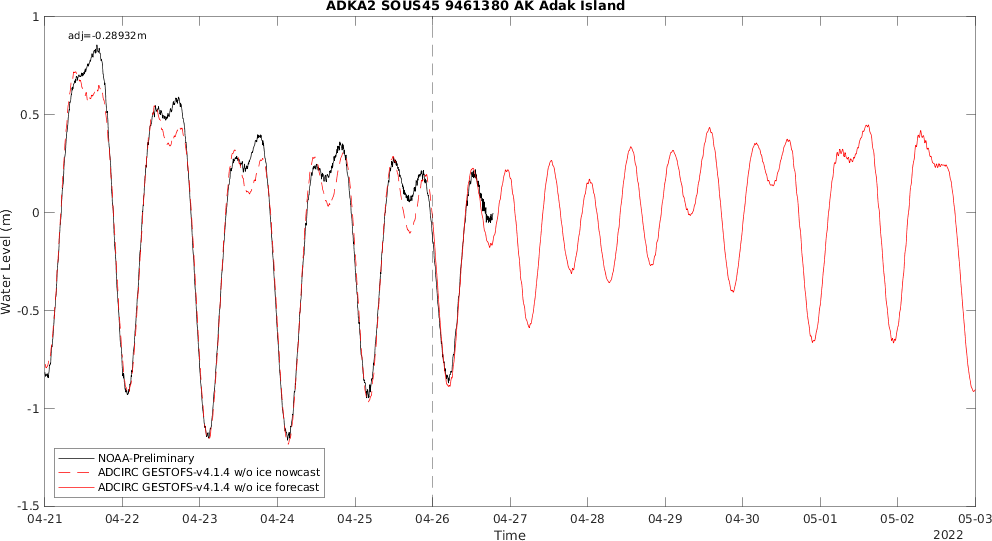 ADKA2 SOUS45 9461380 AK Adak Island
adj=-0.28932m
1
0.5
0
-0.5
-1
-1.5
Water Level (m)
NOAA-Preliminary
ADCIRC GESTOFS-v4.1.4 w/o ice nowcast
ADCIRC GESTOFS-v4.1.4 w/o ice forecast
04-21 04-22 04-23 04-24 04-25 04-26 04-27 04-28 04-29 04-30 05-01 05-02 05-03
Time
2022